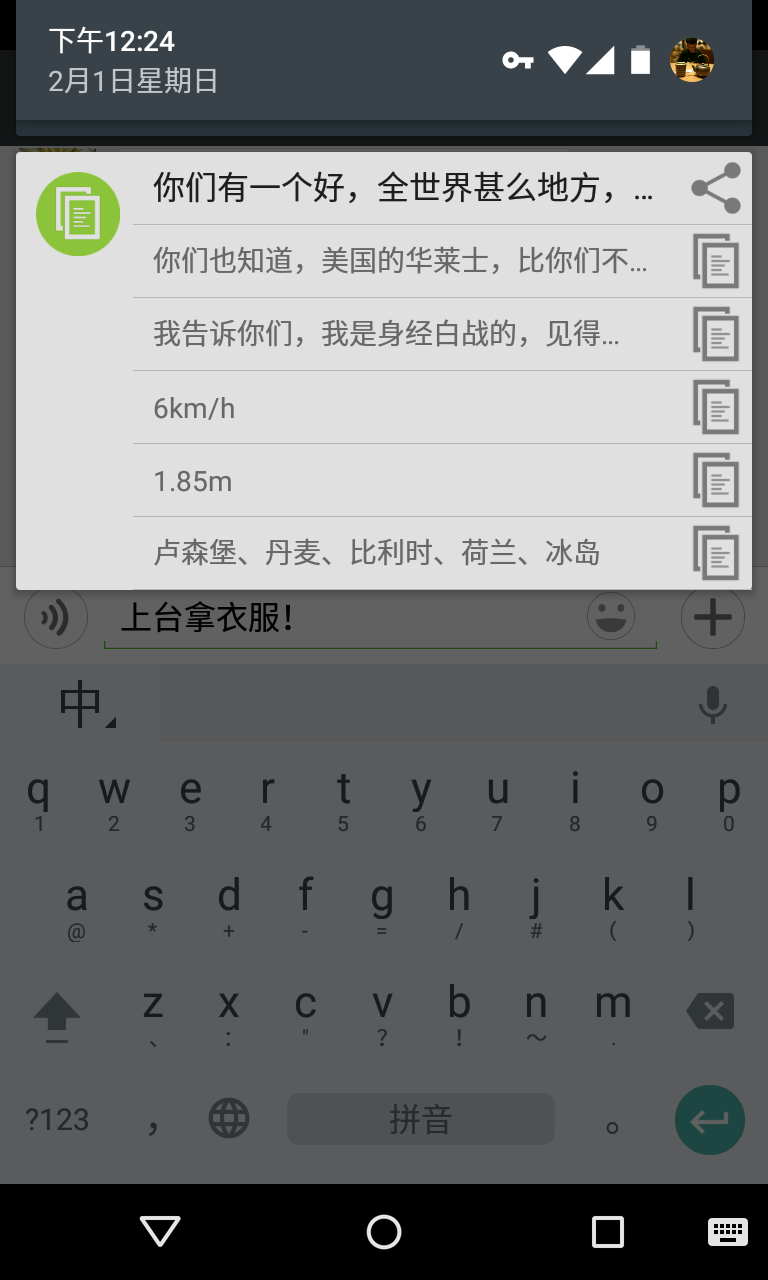 下午12:24
2月1日星期日
你们有一个好，全世界甚么地方，...
你们也知道，美国的华莱士，比你们不...
我告诉你们，我是身经白战的，见得...
6km/h
1.85m
卢森堡、丹麦、比利时、荷兰、冰岛
上台拿衣服！
中
q w e r t y u i o p
1 2 3 4 5 6 7 8 9 0
a s d f g h j k l
@ * + - = / # ( )
z x c v b n m
、 : " ? ! ～ .
?123 ， 拼音 。